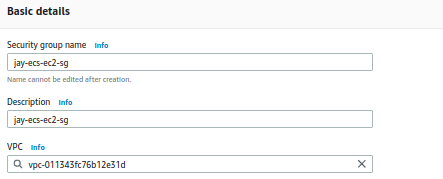 Basic details
Security group name Info
jay-ecs-ec2-sg
Name cannot be edited after creation.
Description Info
jay-ecs-ec2-sg
VPC Info
vpc-011343fc76b12e31d